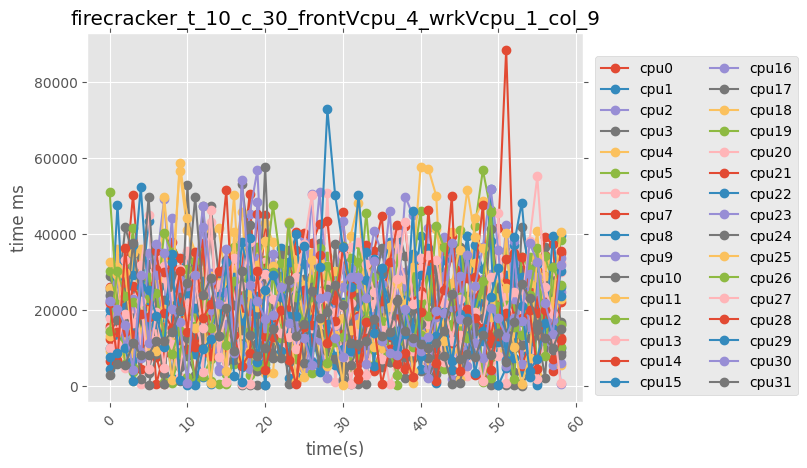 firecracker_t_10_c_30_frontVcpu_4_wrkVcpu_1_col_9
80000
60000
40000
20000
0
time ms
0
10
20
30
40
50
60
time(s)
cpu0
cpu1
cpu2
cpu3
cpu4
cpu5
cpu6
cpu7
cpu8
cpu9
cpu10
cpu11
cpu12
cpu13
cpu14
cpu15
cpu16
cpu17
cpu18
cpu19
cpu20
cpu21
cpu22
cpu23
cpu24
cpu25
cpu26
cpu27
cpu28
cpu29
cpu30
cpu31